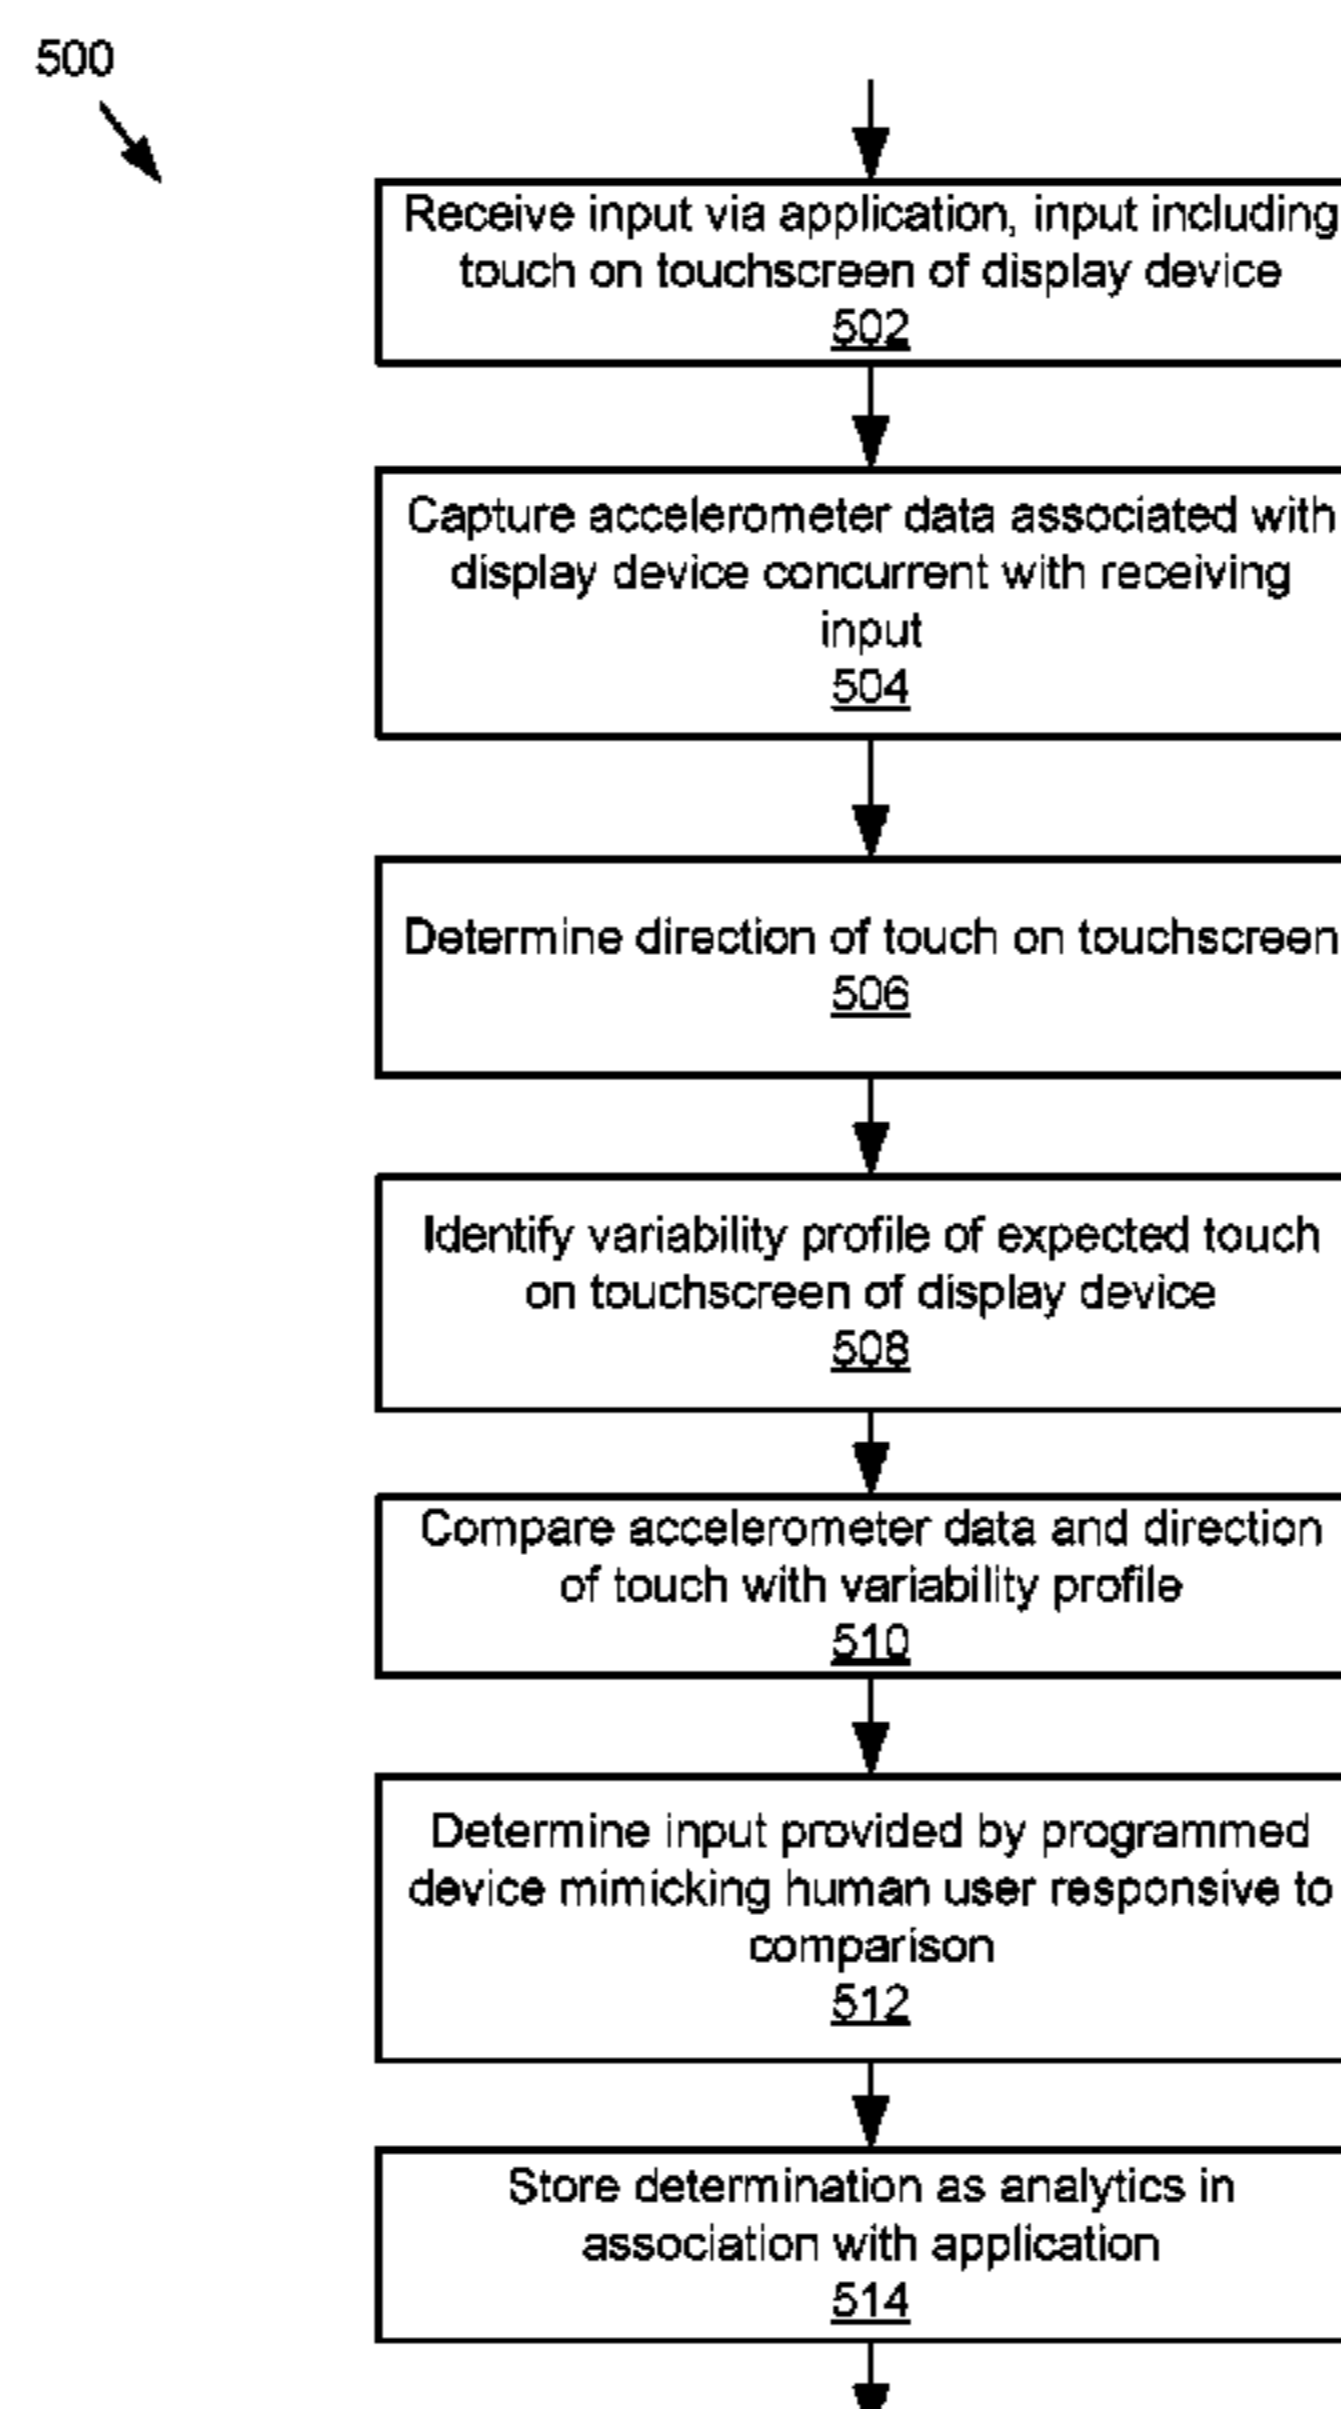 500
Receive input via application, input including
touch on touchscreen of display device
502
Capture accelerometer data associated with
display device concurrent with receiving
input
504
Determine direction of touch on touchscreen
506
Identify variability profile of expected touch
on touchscreen of display device
508
Compare accelerometer data and direction
of touch with variability profile
510
Determine input provided by programmed
device mimicking human user responsive to
comparison
512
Store determination as analytics in
association with application
514